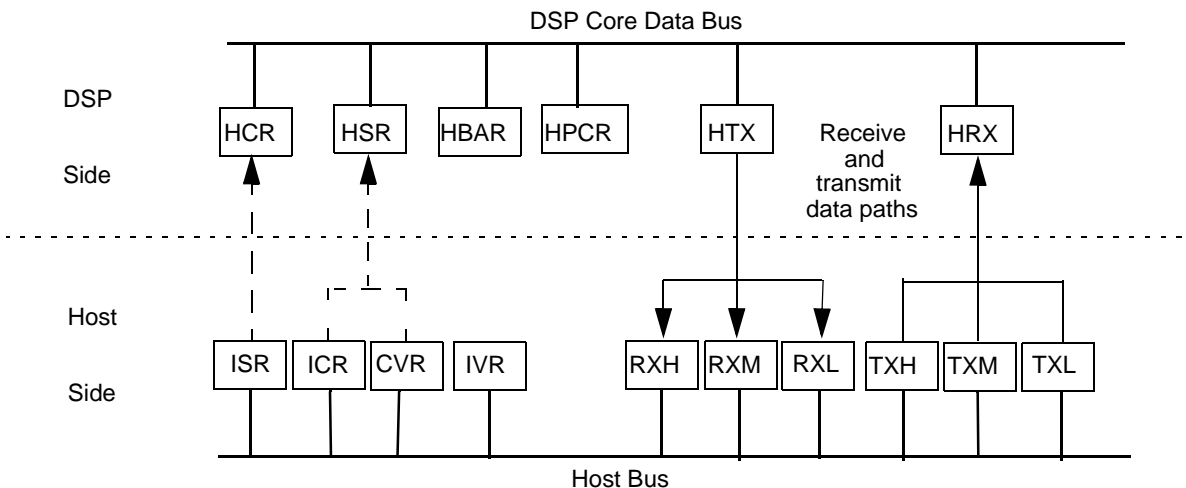 DSP Core Data Bus
DSP
Side
HCR
HSR
HBAR
HPCR
HTX
Receive
and
transmit
data paths
HRX
Host
Side
ISR
ICR
CVR
IVR
RXH
RXM
RXL
TXH
TXM
TXL
Host Bus